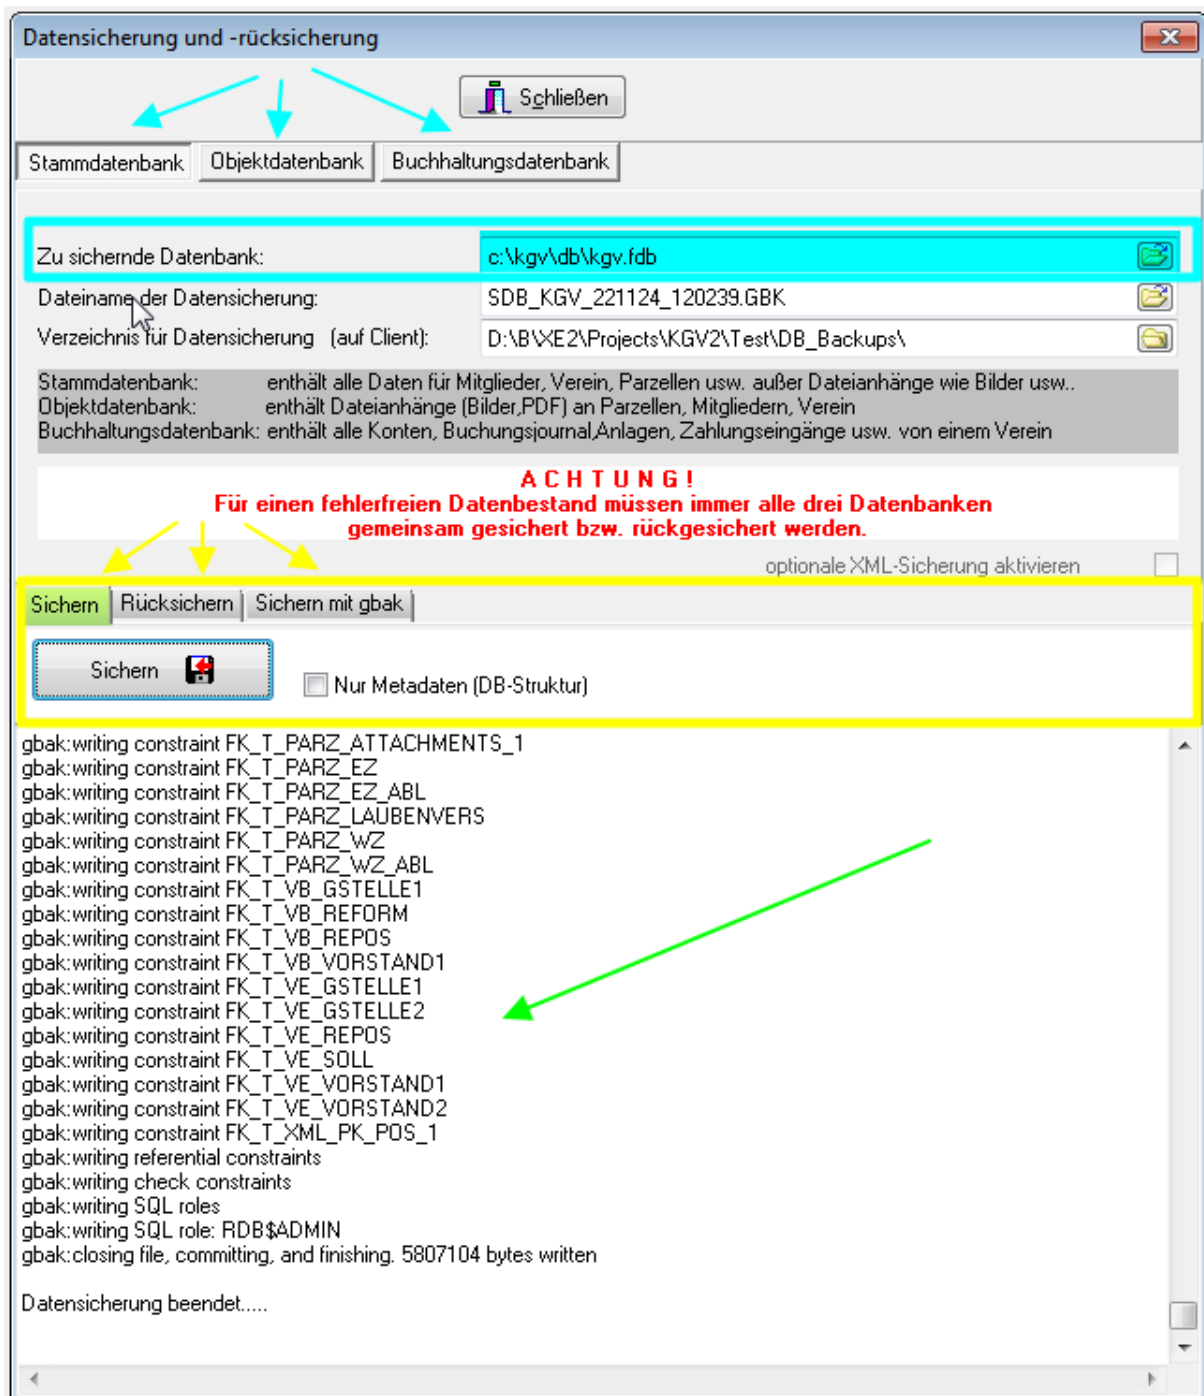 Datensicherung und -rücksicherung
Schließen
Stammdatenbank Objektdatenbank Buchhaltungsdatenbank
Zu sichernde Datenbank: c:\kgv\db\kgv.fdb
Dateiname der Datensicherung: SDB_KGV_221124_120239.GBK
Verzeichnis für Datensicherung (auf Client): D:\B\XE2\Projects\KGV2\Test\DB_Backups\
Stammdatenbank: enthält alle Daten für Mitglieder, Verein, Parzellen usw. außer Dateianhänge wie Bilder usw..
Objektdatenbank: enthält Dateianhänge (Bilder,PDF) an Parzellen, Mitgliedern, Verein
Buchhaltungsdatenbank: enthält alle Konten, Buchungsjournal,Anlagen, Zahlungseingänge usw. von einem Verein
A C H T U N G !
Für einen fehlerfreien Datenbestand müssen immer alle drei Datenbanken
gemeinsam gesichert bzw. rückgesichert werden.
optionale XML-Sicherung aktivieren
Sichern Rücksichern Sichern mit gbak
Sichern Nur Metadaten (DB-Struktur)
gbak:writing constraint FK_T_PARZ_ATTACHMENTS_1
gbak:writing constraint FK_T_PARZ_EZ
gbak:writing constraint FK_T_PARZ_EZ_ABL
gbak:writing constraint FK_T_PARZ_LAUBENVERS
gbak:writing constraint FK_T_PARZ_WZ
gbak:writing constraint FK_T_PARZ_WZ_ABL
gbak:writing constraint FK_T_VB_GSTELLE1
gbak:writing constraint FK_T_VB_REFORM
gbak:writing constraint FK_T_VB_REPOS
gbak:writing constraint FK_T_VB_VORSTAND1
gbak:writing constraint FK_T_VE_GSTELLE1
gbak:writing constraint FK_T_VE_GSTELLE2
gbak:writing constraint FK_T_VE_REPOS
gbak:writing constraint FK_T_VE_SOLL
gbak:writing constraint FK_T_VE_VORSTAND1
gbak:writing constraint FK_T_VE_VORSTAND2
gbak:writing constraint FK_T_XML_PK_POS_1
gbak:writing referential constraints
gbak:writing check constraints
gbak:writing SQL roles
gbak:writing SQL role: RDB$ADMIN
gbak:closing file, committing, and finishing. 5807104 bytes written
Datensicherung beendet.....